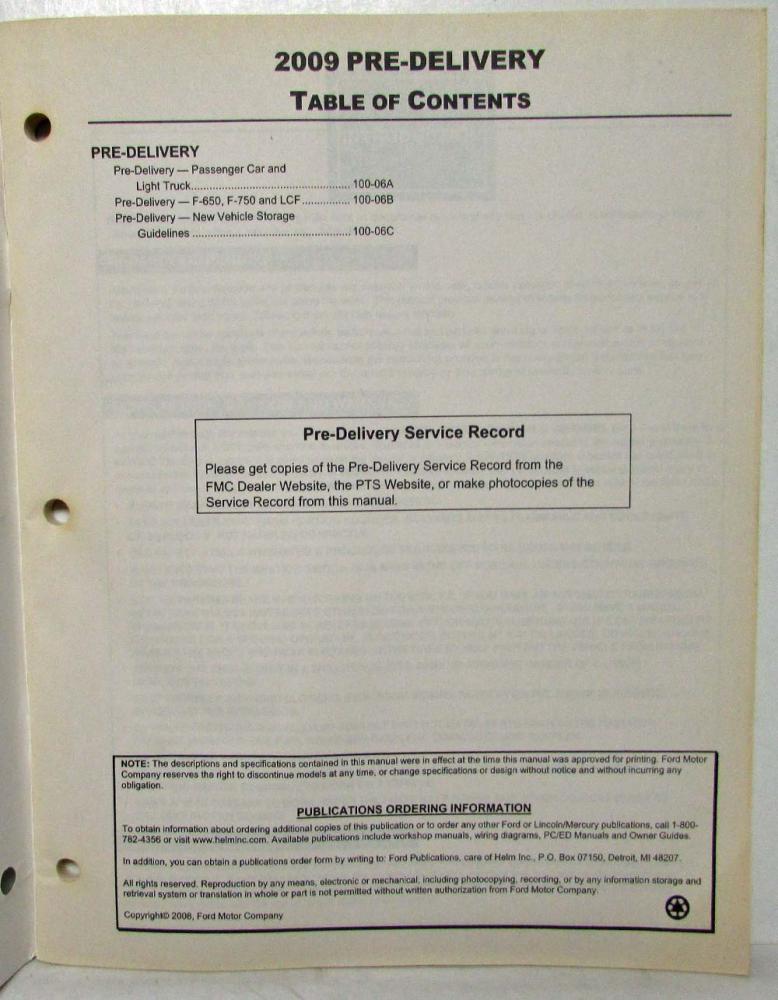 2009 PRE-DELIVERY
TABLE OF CONTENTS
PRE-DELIVERY
Pre-Delivery — Passenger Car and
Light Truck.................................................... 100-06A
Pre-Delivery — F-650, F-750 and LCF ................ 100-06B
Pre-Delivery — New Vehicle Storage
Guidelines .................................................... 100-06C
Pre-Delivery Service Record
Please get copies of the Pre-Delivery Service Record from the
FMC Dealer Website, the PTS Website, or make photocopies of the
Service Record from this manual.
NOTE: The descriptions and specifications contained in this manual were in effect at the time this manual was approved for printing. Ford Motor
Company reserves the right to discontinue models at any time, or change specifications or design without notice and without incurring any
obligation.
PUBLICATIONS ORDERING INFORMATION
To obtain information about ordering additional copies of this publication or to order any other Ford or Lincoln/Mercury publications, call 1-800-
782-4356 or visit www.helminc.com. Available publications include workshop manuals, wiring diagrams, PC/ED Manuals and Owner Guides.
In addition, you can obtain a publications order form by writing to: Ford Publications, care of Helm Inc., P.O. Box 07150, Detroit, MI 48207.
All rights reserved. Reproduction by any means, electronic or mechanical, including photocopying, recording, or by any information storage and
retrieval system or translation in whole or part is not permitted without written authorization from Ford Motor Company.
Copyright© 2008, Ford Motor Company